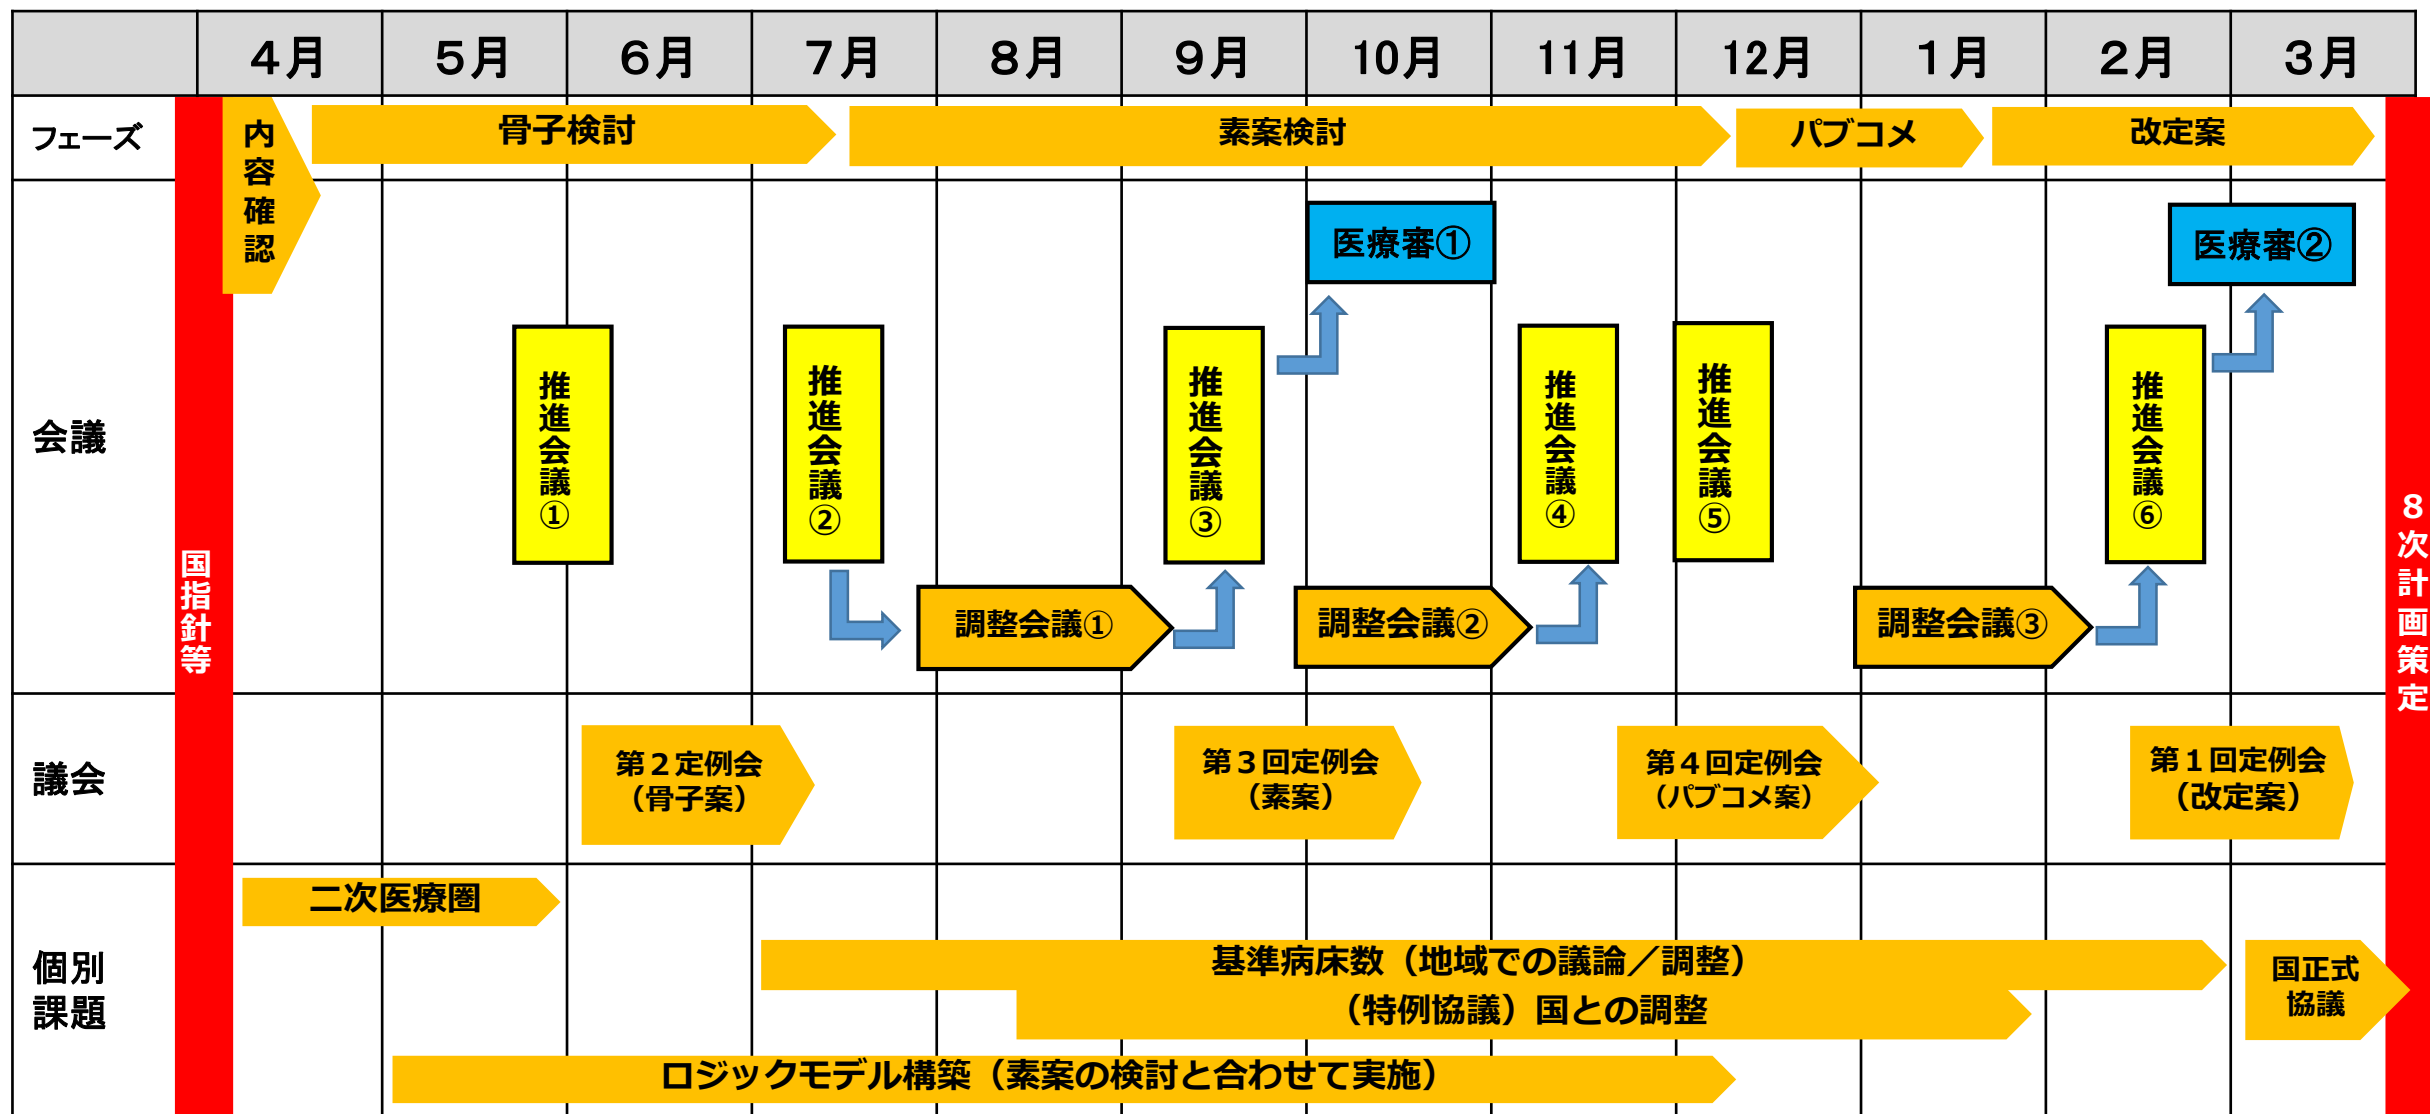 ４月 ５月 ６月 ７月 ８月 ９月 10月 11月 12月 １月 ２月 ３月
フェーズ
内容確認
骨子検討
素案検討
パブコメ
改定案
会議
医療審①
医療審②
推進会議①
推進会議②
推進会議③
推進会議④
推進会議⑤
推進会議⑥
調整会議①
調整会議②
調整会議③
国指針等
８次計画策定
議会
第２定例会
（骨子案）
第３回定例会
（素案）
第４回定例会
（パブコメ案）
第１回定例会
（改定案）
個別
課題
二次医療圏
基準病床数（地域での議論／調整）
（特例協議）国との調整
国正式
協議
ロジックモデル構築（素案の検討と合わせて実施）